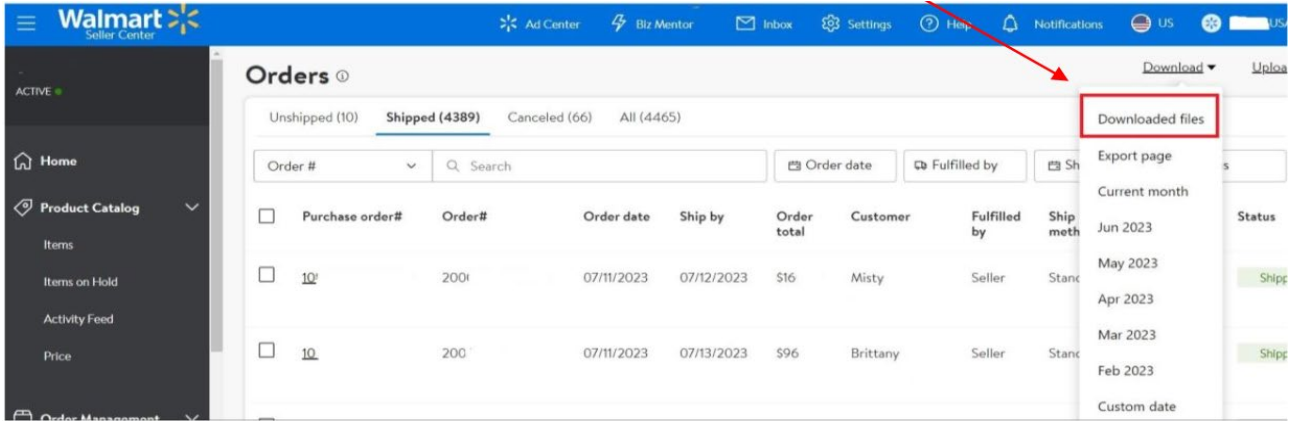 Walmart
Seller Center
Ad Center
Biz Mentor
Inbox
Settings
Help
Notifications
US
ACTIVE
Orders
Download
Downloaded files
Export page
Current month
Jun 2023
May 2023
Apr 2023
Mar 2023
Feb 2023
Custom date
Unshipped (10) Shipped (4389) Canceled (66) All (4465)
Order # Search Order date Fulfilled by
Home
Product Catalog
Items
Items on Hold
Activity Feed
Price
Order Management
Purchase order# Order# Order date Ship by Order total Customer Fulfilled by Ship Status
07/11/2023 07/12/2023 $16 Misty Seller
07/11/2023 07/13/2023 $96 Brittany Seller